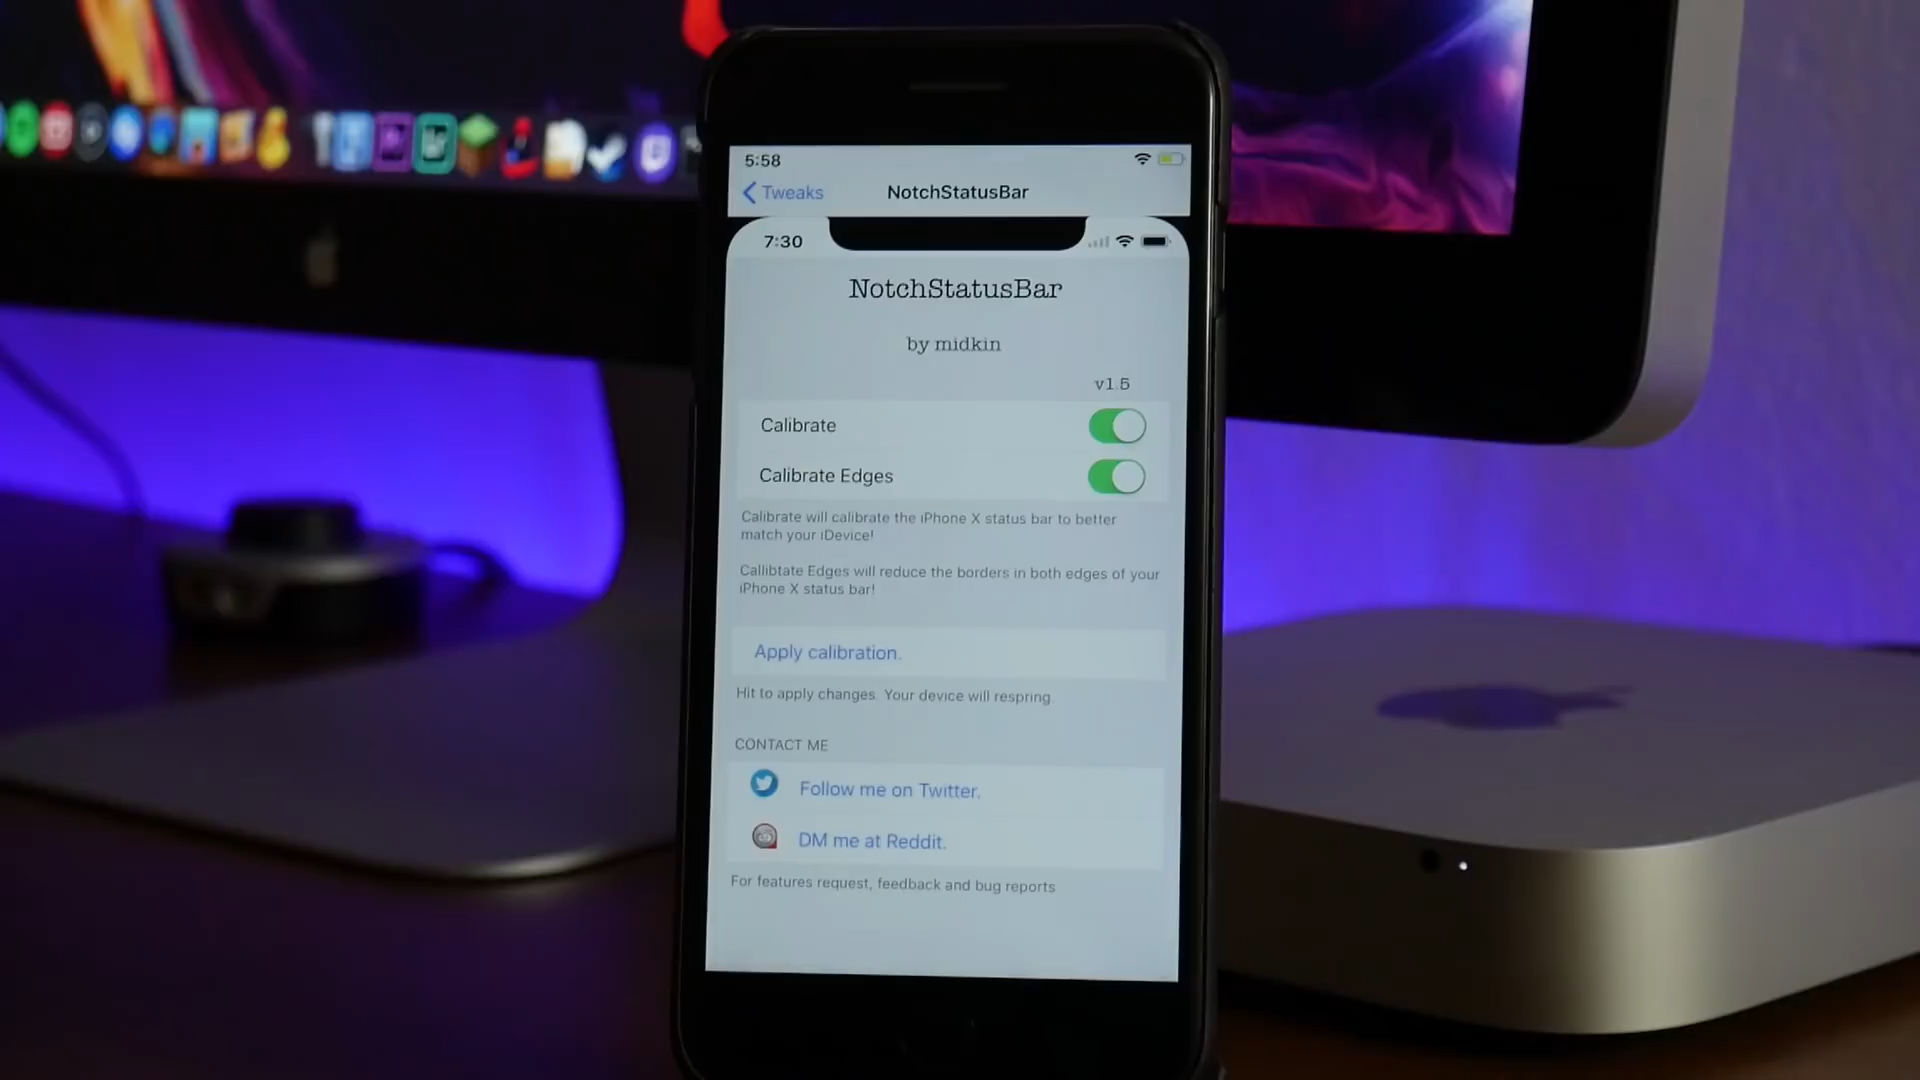 5:58
Tweaks
NotchStatusBar
7:30
NotchStatusBar
by midkin
v1.5
Calibrate
Calibrate Edges
Calibrate will calibrate the iPhone X status bar to better
match your iDevice!
Callibtate Edges will reduce the borders in both edges of your
iPhone X status bar!
Apply calibration.
Hit to apply changes. Your device will respring.
CONTACT ME
Follow me on Twitter.
DM me at Reddit.
For features request, feedback and bug reports